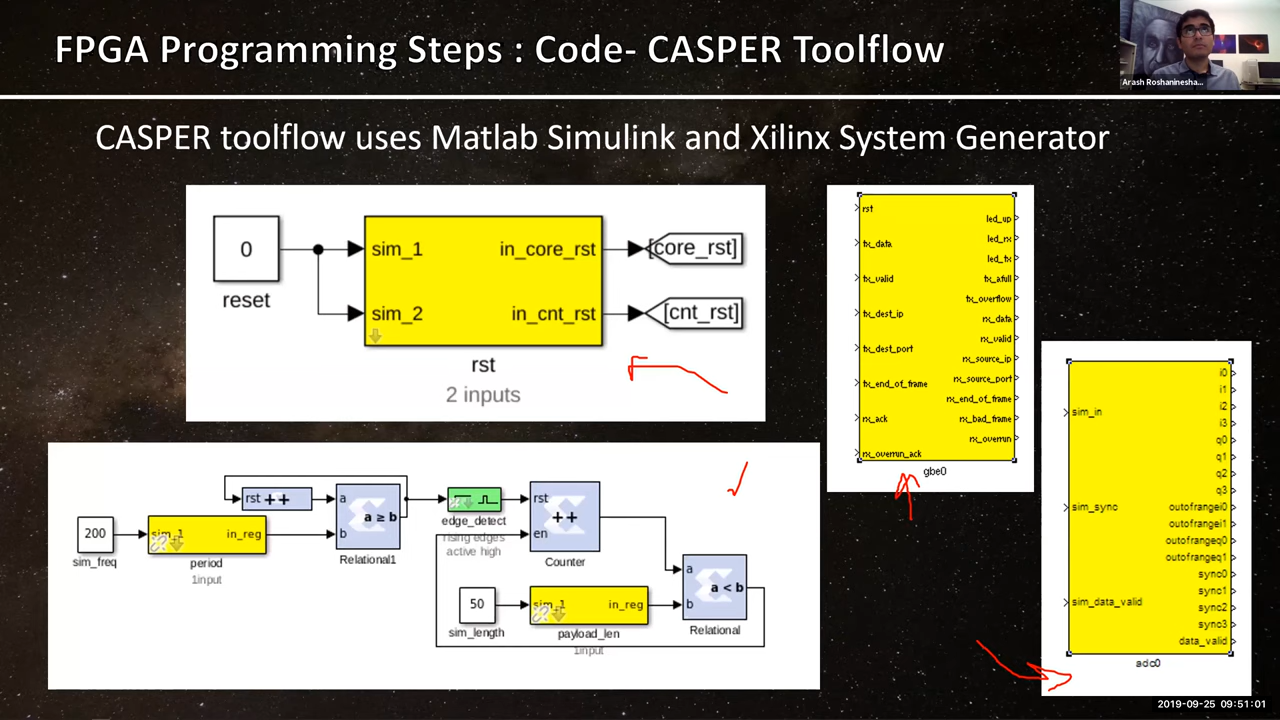 FPGA Programming Steps : Code- CASPER Toolflow
Arash Roshaninesha...
CASPER toolflow uses Matlab Simulink and Xilinx System Generator
0
reset
sim_1
sim_2
in_core_rst
in_cnt_rst
[core_rst]
[cnt_rst]
rst
2 inputs
rst
tx_data
tx_valid
tx_dest_ip
tx_dest_port
tx_end_of_frame
rx_ack
rx_overrun_ack
led_up
led_rx
led_tx
tx_afull
tx_overflow
rx_data
rx_valid
rx_source_ip
rx_source_port
rx_end_of_frame
rx_bad_frame
rx_overrun
gbe0
sim_in
sim_sync
sim_data_valid
i0
i1
i2
i3
q0
q1
q2
q3
outofrangei0
outofrangei1
outofrangeq0
outofrangeq1
sync0
sync1
sync2
sync3
data_valid
adc0
200
sim_freq
sim_1
in_reg
period
1input
rst ++
a
b
a ≥ b
Relational1
edge_detect
rising edges
active high
rst
en
++
Counter
50
sim_length
sim_1
in_reg
payload_len
1input
a
b
a < b
Relational
2019-09-25 09:51:01